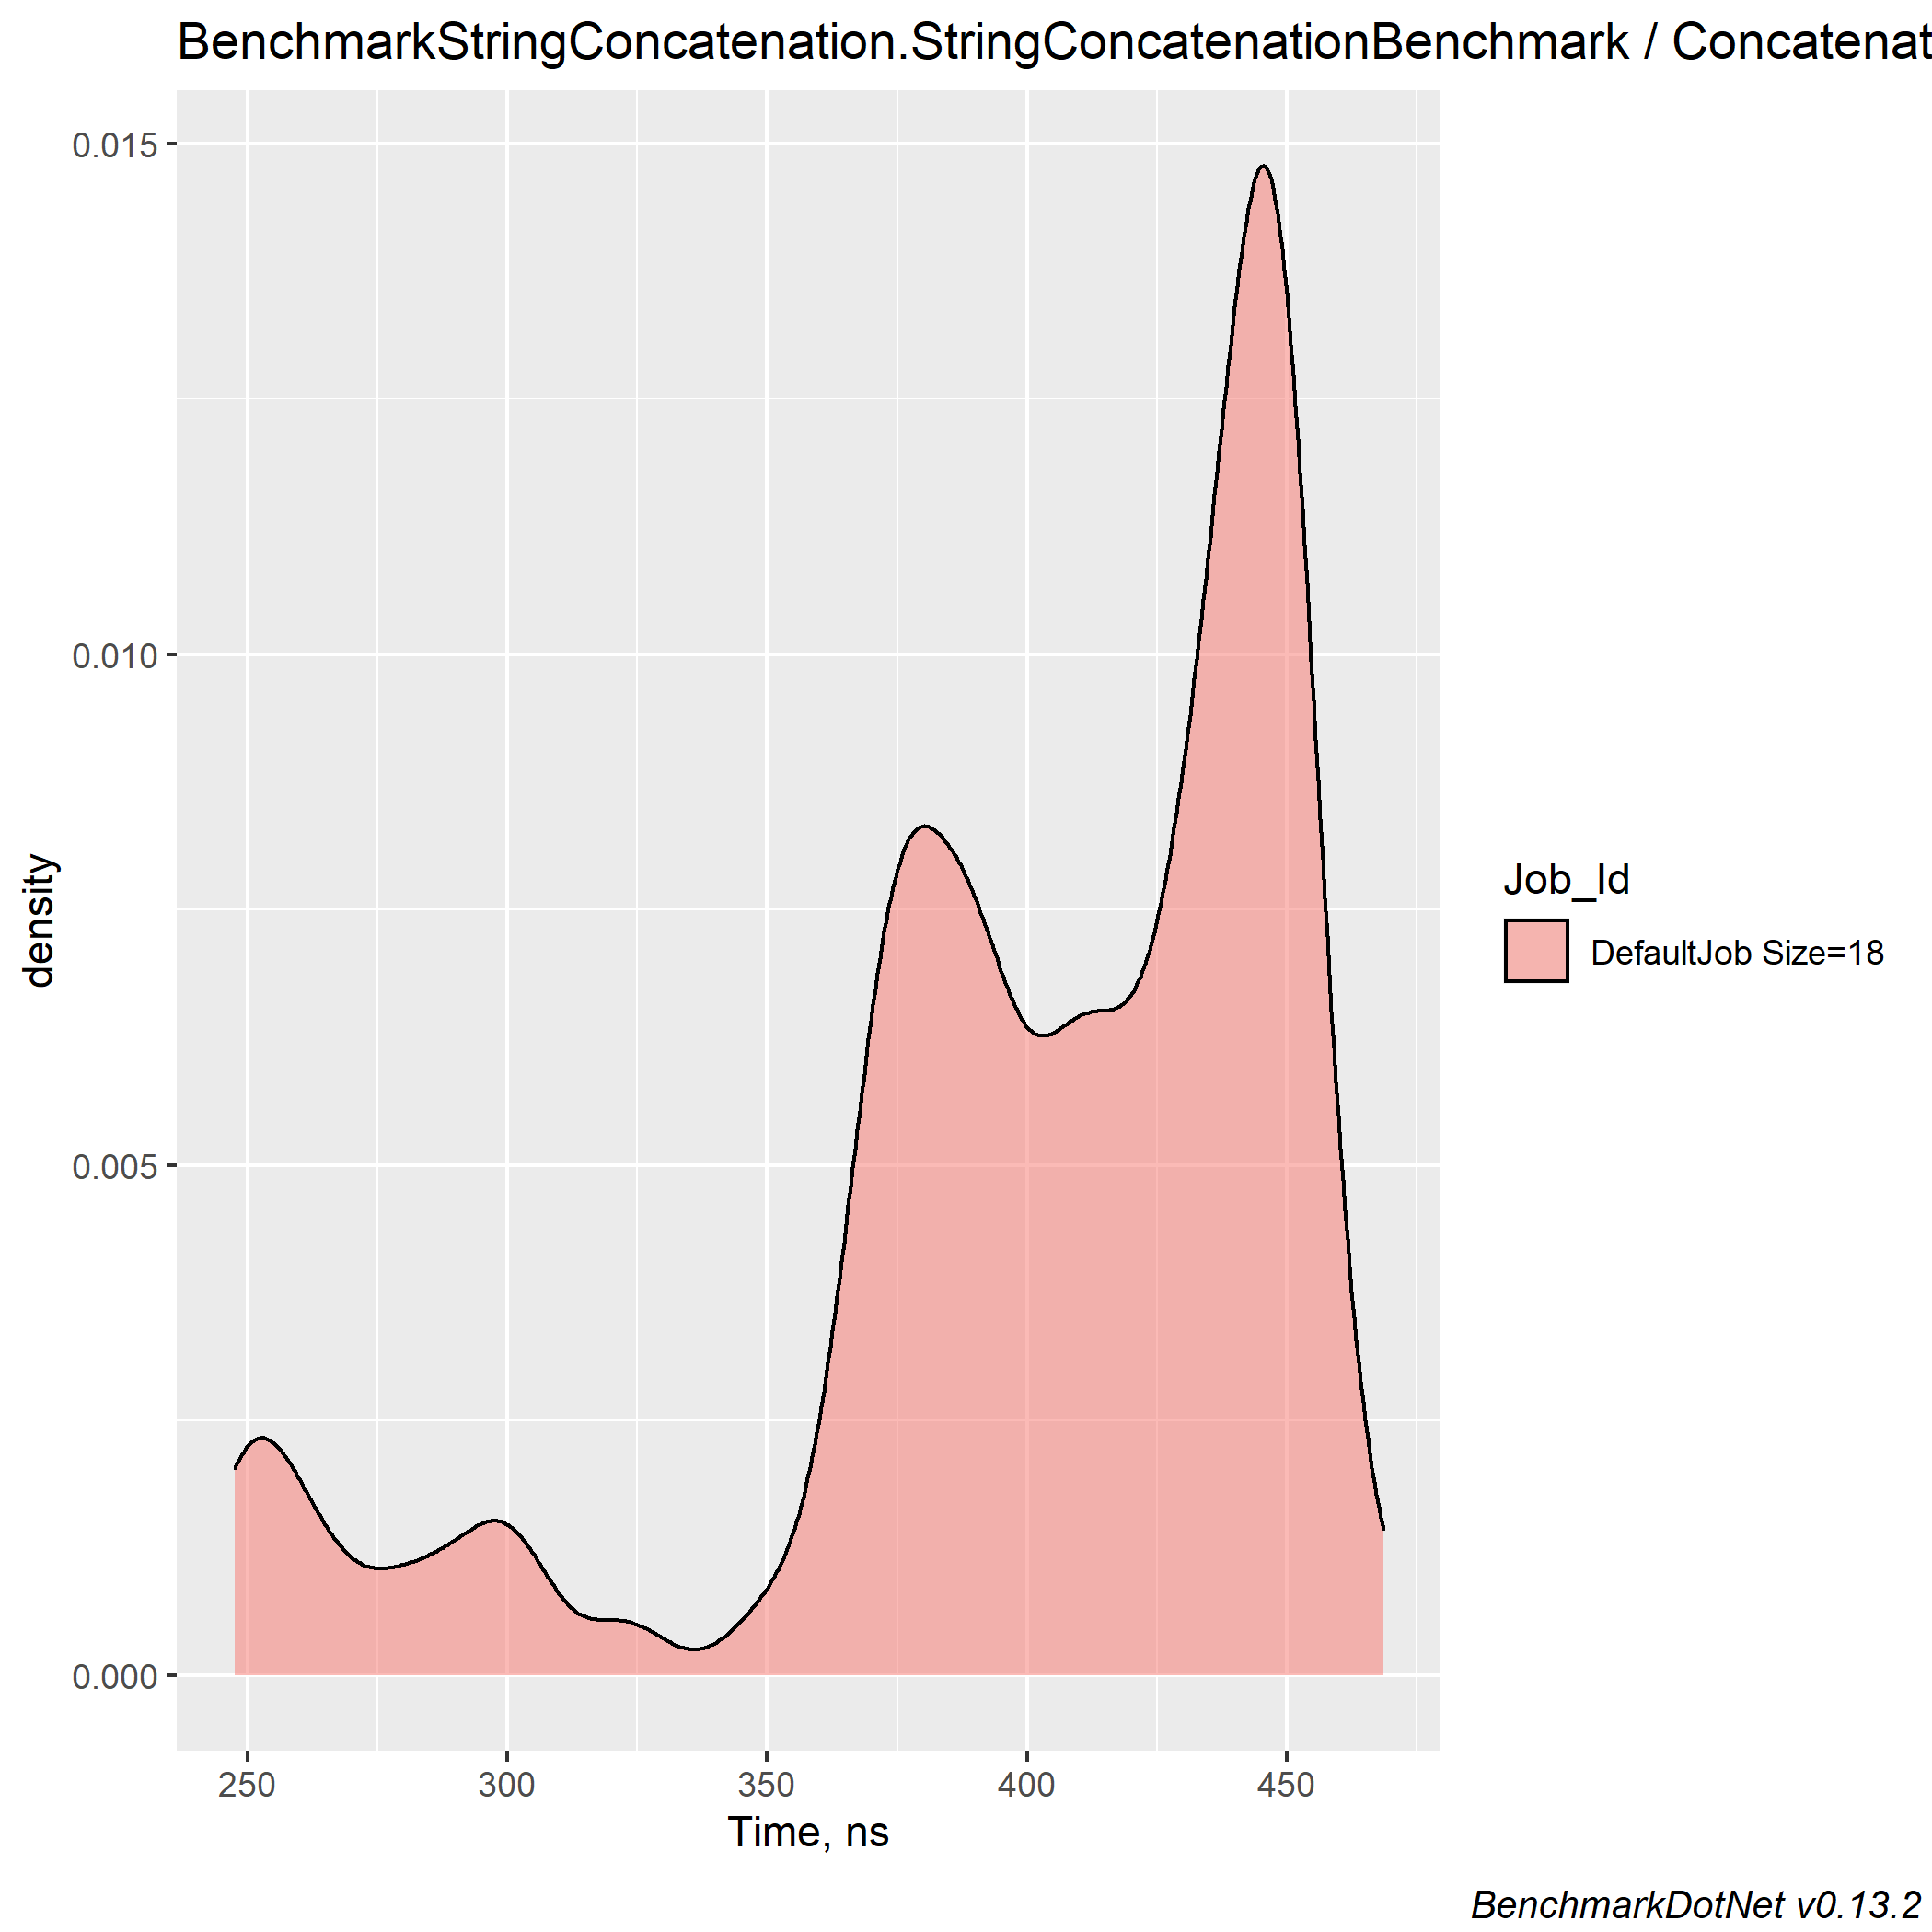 BenchmarkStringConcatenation.StringConcatenationBenchmark / Concatenat
0.015
0.010
0.005
0.000
density
250 300 350 400 450
Time, ns
Job_Id
DefaultJob Size=18
BenchmarkDotNet v0.13.2